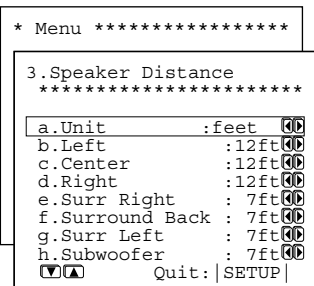 * Menu *****************
3.Speaker Distance
***********************
a.Unit :feet
b.Left :12ft
c.Center :12ft
d.Right :12ft
e.Surr Right : 7ft
f.Surround Back : 7ft
g.Surr Left : 7ft
h.Subwoofer : 7ft
Quit:|SETUP|